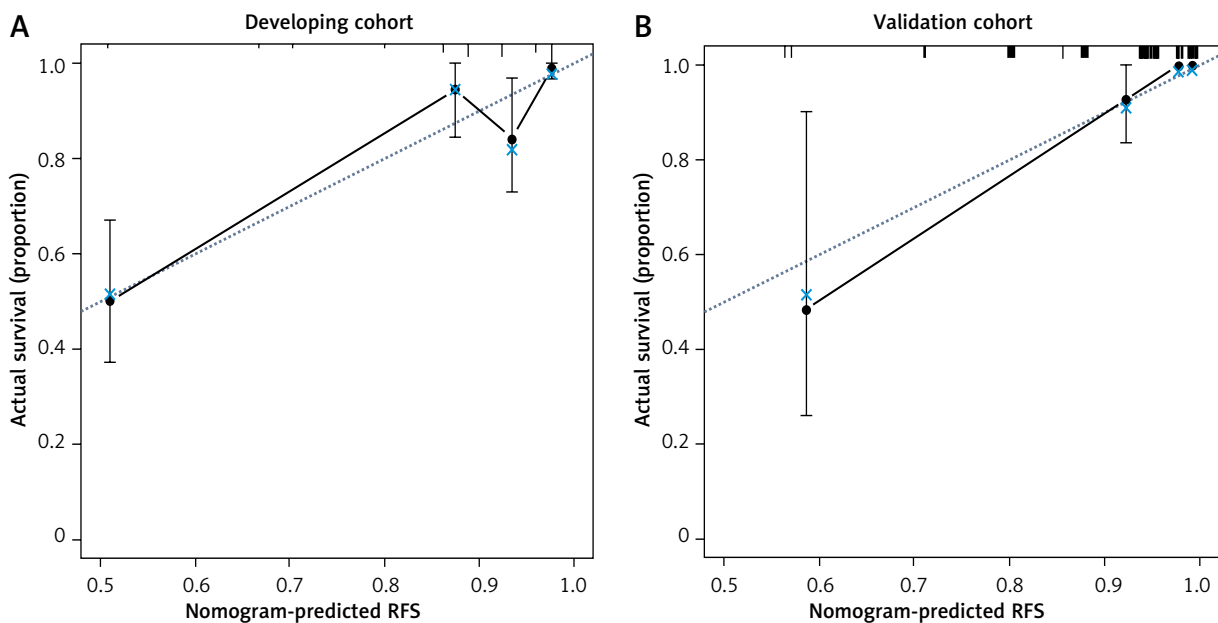 A
Developing cohort
Actual survival (proportion)
1.0
0.8
0.6
0.4
0.2
0
0.5 0.6 0.7 0.8 0.9 1.0
Nomogram-predicted RFS
B
Validation cohort
Actual survival (proportion)
1.0
0.8
0.6
0.4
0.2
0
0.5 0.6 0.7 0.8 0.9 1.0
Nomogram-predicted RFS